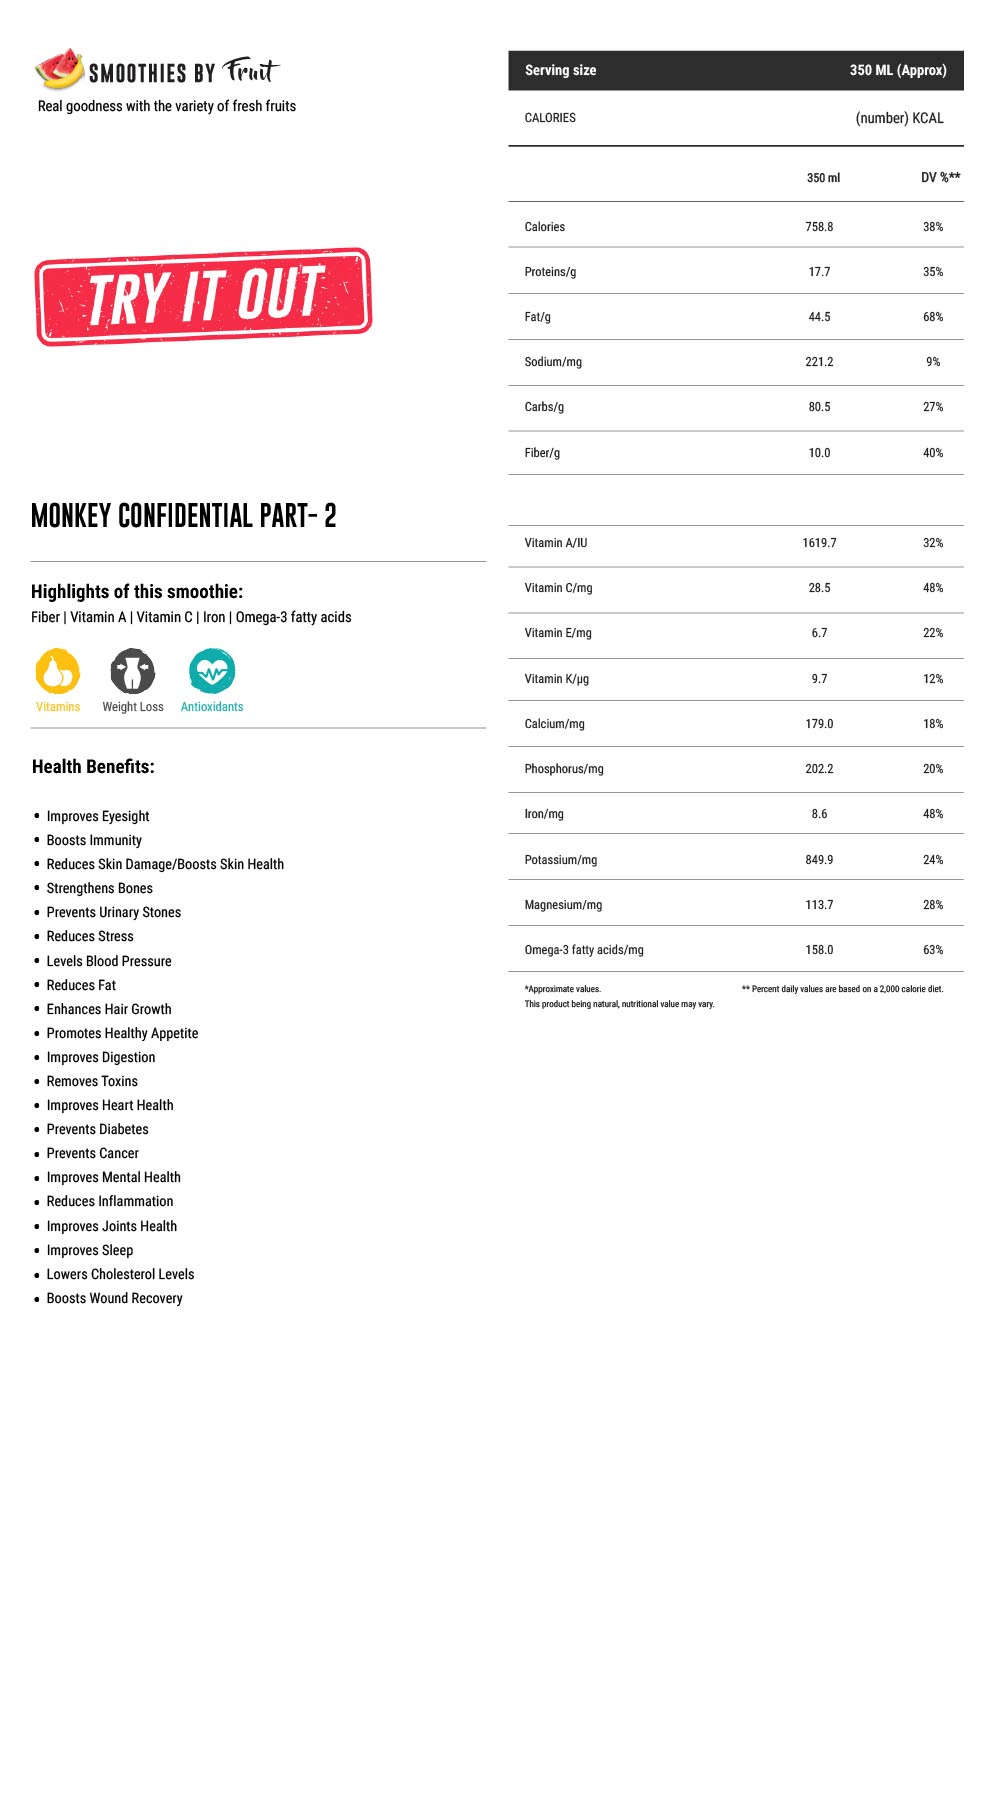 SMOOTHIES BY Fruit
Real goodness with the variety of fresh fruits
TRY IT OUT
MONKEY CONFIDENTIAL PART- 2
Highlights of this smoothie:
Fiber | Vitamin A | Vitamin C | Iron | Omega-3 fatty acids
Vitamins Weight Loss Antioxidants
Health Benefits:
• Improves Eyesight
• Boosts Immunity
• Reduces Skin Damage/Boosts Skin Health
• Strengthens Bones
• Prevents Urinary Stones
• Reduces Stress
• Levels Blood Pressure
• Reduces Fat
• Enhances Hair Growth
• Promotes Healthy Appetite
• Improves Digestion
• Removes Toxins
• Improves Heart Health
• Prevents Diabetes
• Prevents Cancer
• Improves Mental Health
• Reduces Inflammation
• Improves Joints Health
• Improves Sleep
• Lowers Cholesterol Levels
• Boosts Wound Recovery
Serving size 350 ML (Approx)
CALORIES (number) KCAL
350 ml DV %**
Calories 758.8 38%
Proteins/g 17.7 35%
Fat/g 44.5 68%
Sodium/mg 221.2 9%
Carbs/g 80.5 27%
Fiber/g 10.0 40%
Vitamin A/IU 1619.7 32%
Vitamin C/mg 28.5 48%
Vitamin E/mg 6.7 22%
Vitamin K/µg 9.7 12%
Calcium/mg 179.0 18%
Phosphorus/mg 202.2 20%
Iron/mg 8.6 48%
Potassium/mg 849.9 24%
Magnesium/mg 113.7 28%
Omega-3 fatty acids/mg 158.0 63%
*Approximate values. ** Percent daily values are based on a 2,000 calorie diet.
This product being natural, nutritional value may vary.